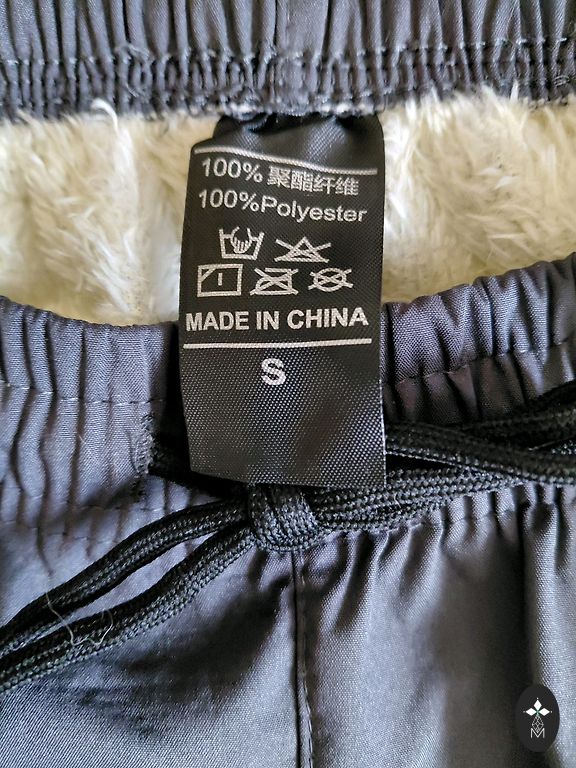 100% 聚酯纤维
100%Polyester
MADE IN CHINA
S